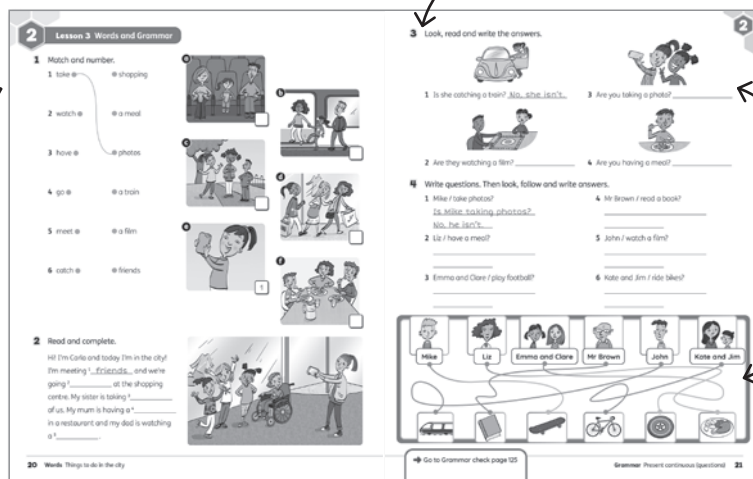 2
Lesson 3 Words and Grammar
1 Match and number.
1 take
shopping
2 watch
a meal
3 have
photos
4 go
a train
5 meet
a film
6 catch
friends
a
b
c
d
e
1
f
2 Read and complete.
Hi! I'm Carla and today I'm in the city!
I'm meeting 1 friends and we're
going 2 ________ at the shopping
centre. My sister is taking 3 ________
of us. My mum is having a 4 ________
in a restaurant and my dad is watching
a 5 ________.
20 Words Things to do in the city
2
3 Look, read and write the answers.
1 Is she catching a train? No, she isn't.
3 Are you taking a photo? ________
2 Are they watching a film? ________
4 Are you having a meal? ________
4 Write questions. Then look, follow and write answers.
1 Mike / take photos?
Is Mike taking photos?
No, he isn't.
2 Liz / have a meal?
3 Emma and Clare / play football?
4 Mr Brown / read a book?
5 John / watch a film?
6 Kate and Jim / ride bikes?
Mike
Liz
Emma and Clare
Mr Brown
John
Kate and Jim
Go to Grammar check page 125
Grammar Present continuous (questions) 21